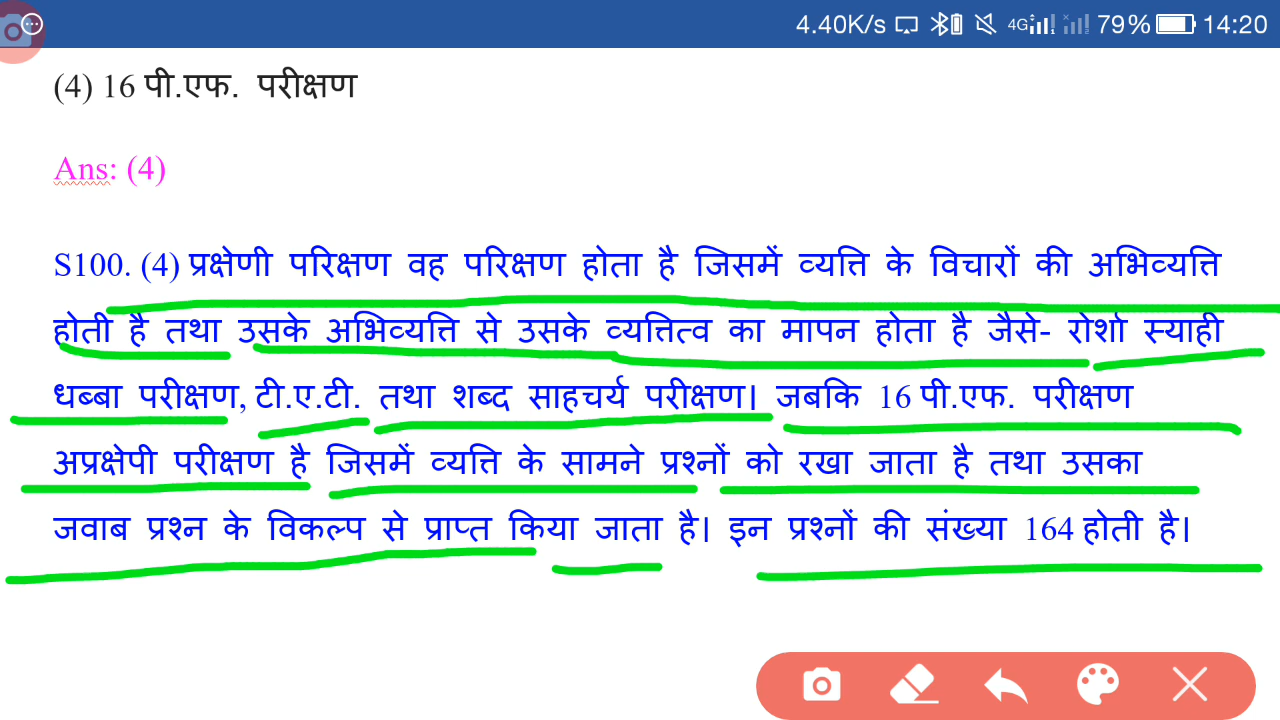 4.40K/s 4G 79% 14:20
(4) 16 पी.एफ. परीक्षण
Ans: (4)
S100. (4) प्रक्षेणी परिक्षण वह परिक्षण होता है जिसमें व्यत्ति के विचारों की अभिव्यत्ति
होती है तथा उसके अभिव्यत्ति से उसके व्यत्तित्व का मापन होता है जैसे- रोर्शा स्याही
धब्बा परीक्षण, टी.ए.टी. तथा शब्द साहचर्य परीक्षण। जबकि 16 पी.एफ. परीक्षण
अप्रक्षेपी परीक्षण है जिसमें व्यत्ति के सामने प्रश्नों को रखा जाता है तथा उसका
जवाब प्रश्न के विकल्प से प्राप्त किया जाता है। इन प्रश्नों की संख्या 164 होती है।